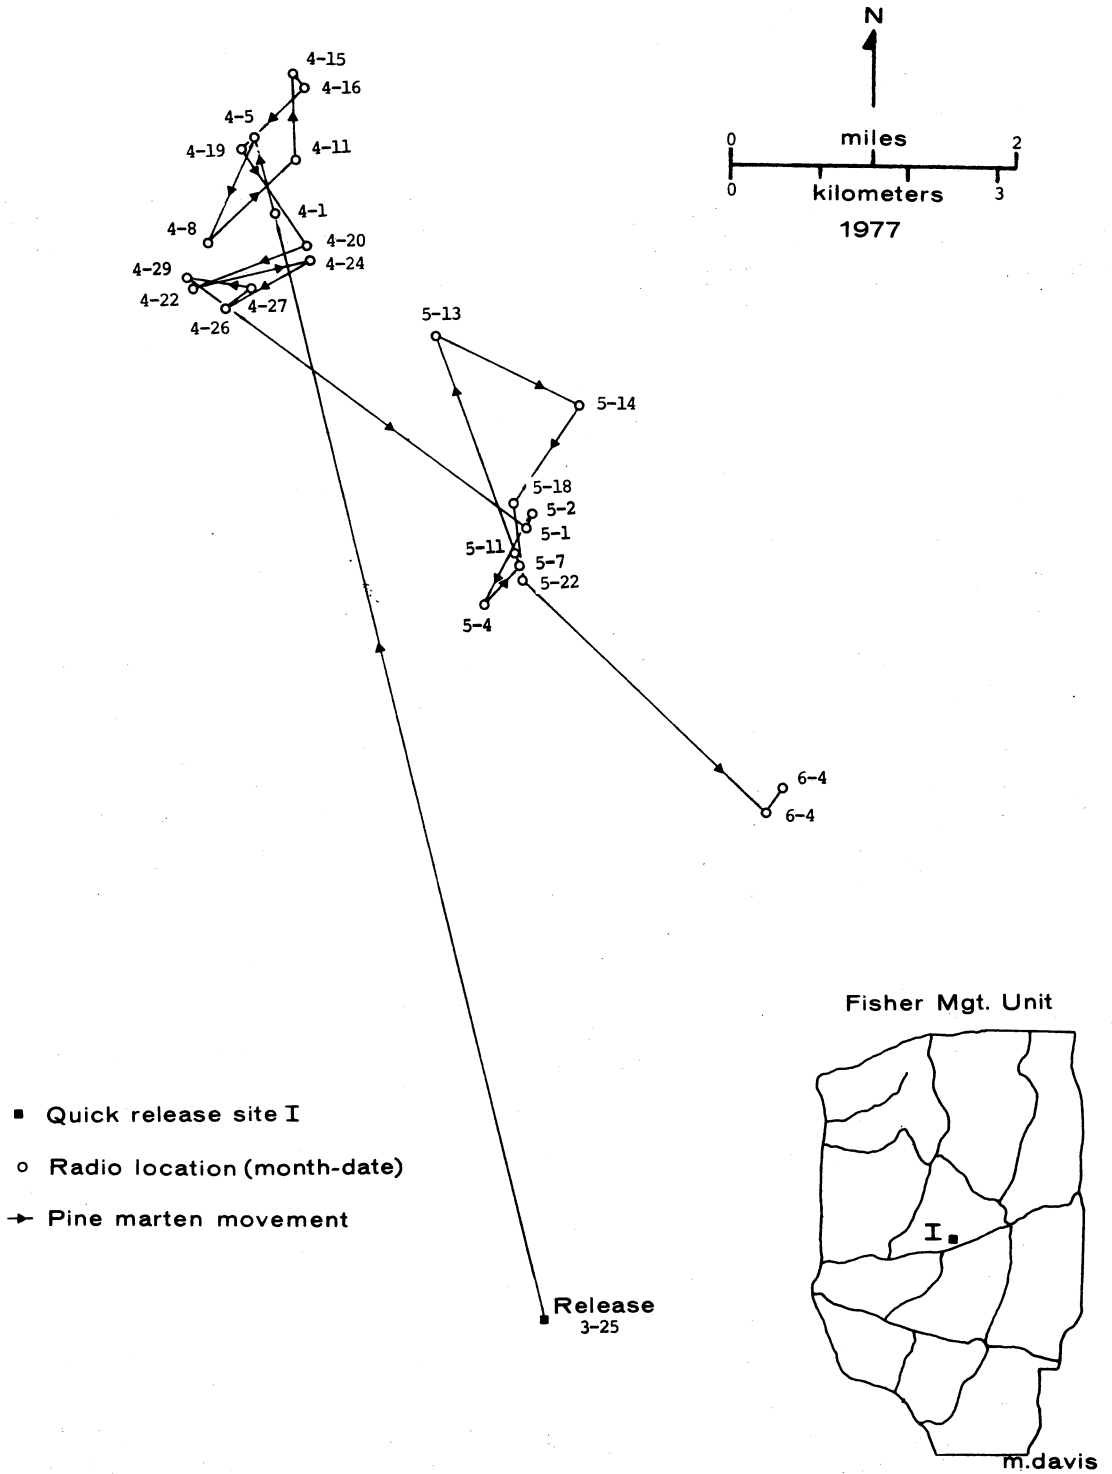 N
0 2
miles
0 3
kilometers
1977
4-15
4-16
4-5
4-19
4-11
4-1
4-8
4-20
4-24
4-29
4-22
4-27
4-26
5-13
5-14
5-18
5-2
5-1
5-11
5-7
5-22
5-4
6-4
6-4
Fisher Mgt. Unit
I
Quick release site I
Radio location (month-date)
Pine marten movement
Release
3-25
m.davis